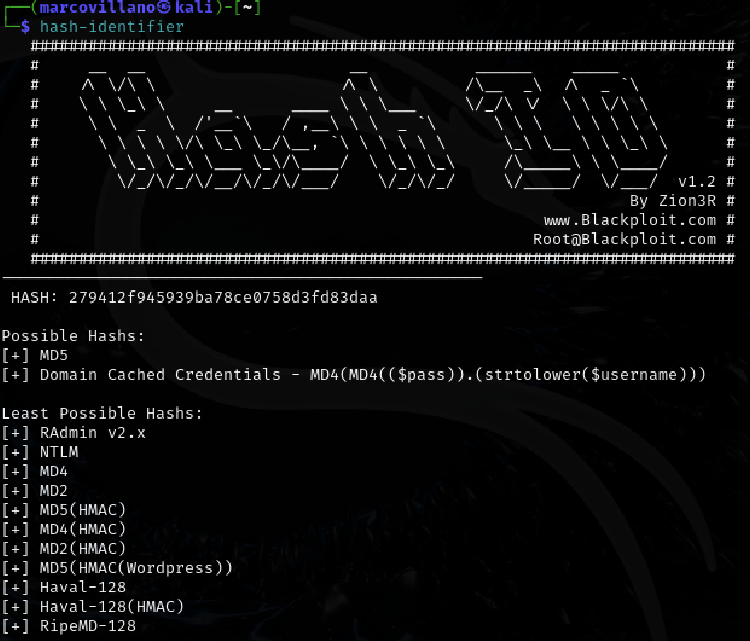 (marcovillano㉿kali)-[~]
$ hash-identifier
#########################################################################
Hash ID
v1.2 #
By Zion3R #
www.Blackploit.com #
Root@Blackploit.com #
#########################################################################
HASH: 279412f945939ba78ce0758d3fd83daa
Possible Hashs:
[+] MD5
[+] Domain Cached Credentials - MD4(MD4(($pass)).(strtolower($username)))
Least Possible Hashs:
[+] RAdmin v2.x
[+] NTLM
[+] MD4
[+] MD2
[+] MD5(HMAC)
[+] MD4(HMAC)
[+] MD2(HMAC)
[+] MD5(HMAC(Wordpress))
[+] Haval-128
[+] Haval-128(HMAC)
[+] RipeMD-128